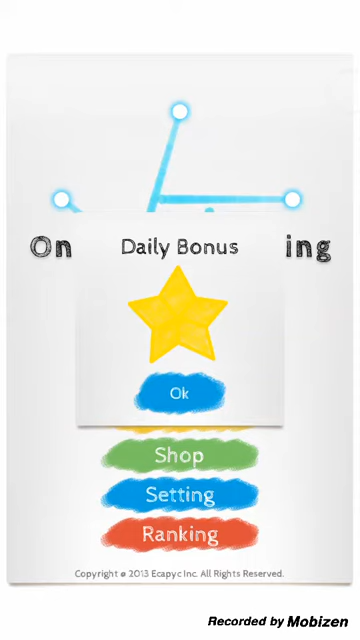 On ing
Daily Bonus
Ok
Shop
Setting
Ranking
Copyright @ 2013 Ecapyc Inc. All Rights Reserved.
Recorded by Mobizen